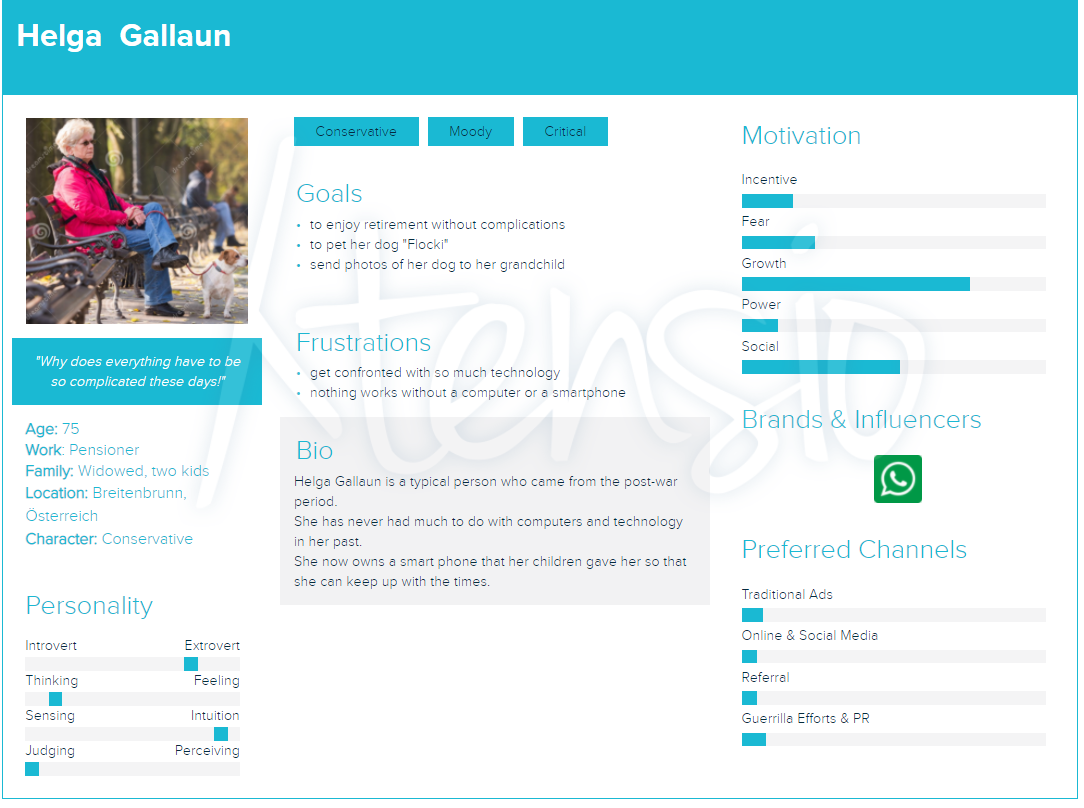 Helga Gallaun
"Why does everything have to be
so complicated these days!"
Age: 75
Work: Pensioner
Family: Widowed, two kids
Location: Breitenbrunn,
Österreich
Character: Conservative
Personality
Introvert Extrovert
Thinking Feeling
Sensing Intuition
Judging Perceiving
Conservative Moody Critical
Goals
• to enjoy retirement without complications
• to pet her dog "Flocki"
• send photos of her dog to her grandchild
Frustrations
• get confronted with so much technology
• nothing works without a computer or a smartphone
Bio
Helga Gallaun is a typical person who came from the post-war
period.
She has never had much to do with computers and technology
in her past.
She now owns a smart phone that her children gave her so that
she can keep up with the times.
Motivation
Incentive
Fear
Growth
Power
Social
Brands & Influencers
Preferred Channels
Traditional Ads
Online & Social Media
Referral
Guerrilla Efforts & PR
Xtensio